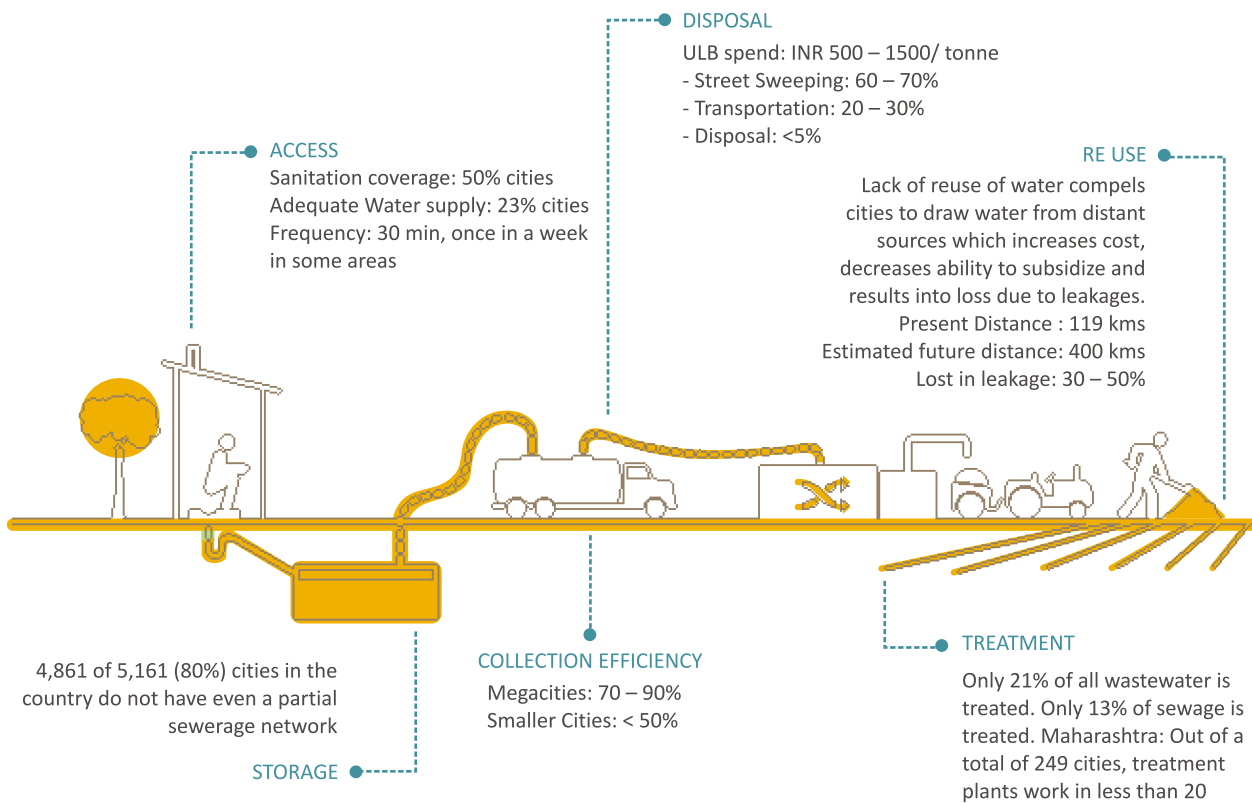 DISPOSAL
ULB spend: INR 500 – 1500/ tonne
- Street Sweeping: 60 – 70%
- Transportation: 20 – 30%
- Disposal: <5%
ACCESS
Sanitation coverage: 50% cities
Adequate Water supply: 23% cities
Frequency: 30 min, once in a week
in some areas
RE USE
Lack of reuse of water compels
cities to draw water from distant
sources which increases cost,
decreases ability to subsidize and
results into loss due to leakages.
Present Distance : 119 kms
Estimated future distance: 400 kms
Lost in leakage: 30 – 50%
4,861 of 5,161 (80%) cities in the
country do not have even a partial
sewerage network
STORAGE
COLLECTION EFFICIENCY
Megacities: 70 – 90%
Smaller Cities: < 50%
TREATMENT
Only 21% of all wastewater is
treated. Only 13% of sewage is
treated. Maharashtra: Out of a
total of 249 cities, treatment
plants work in less than 20